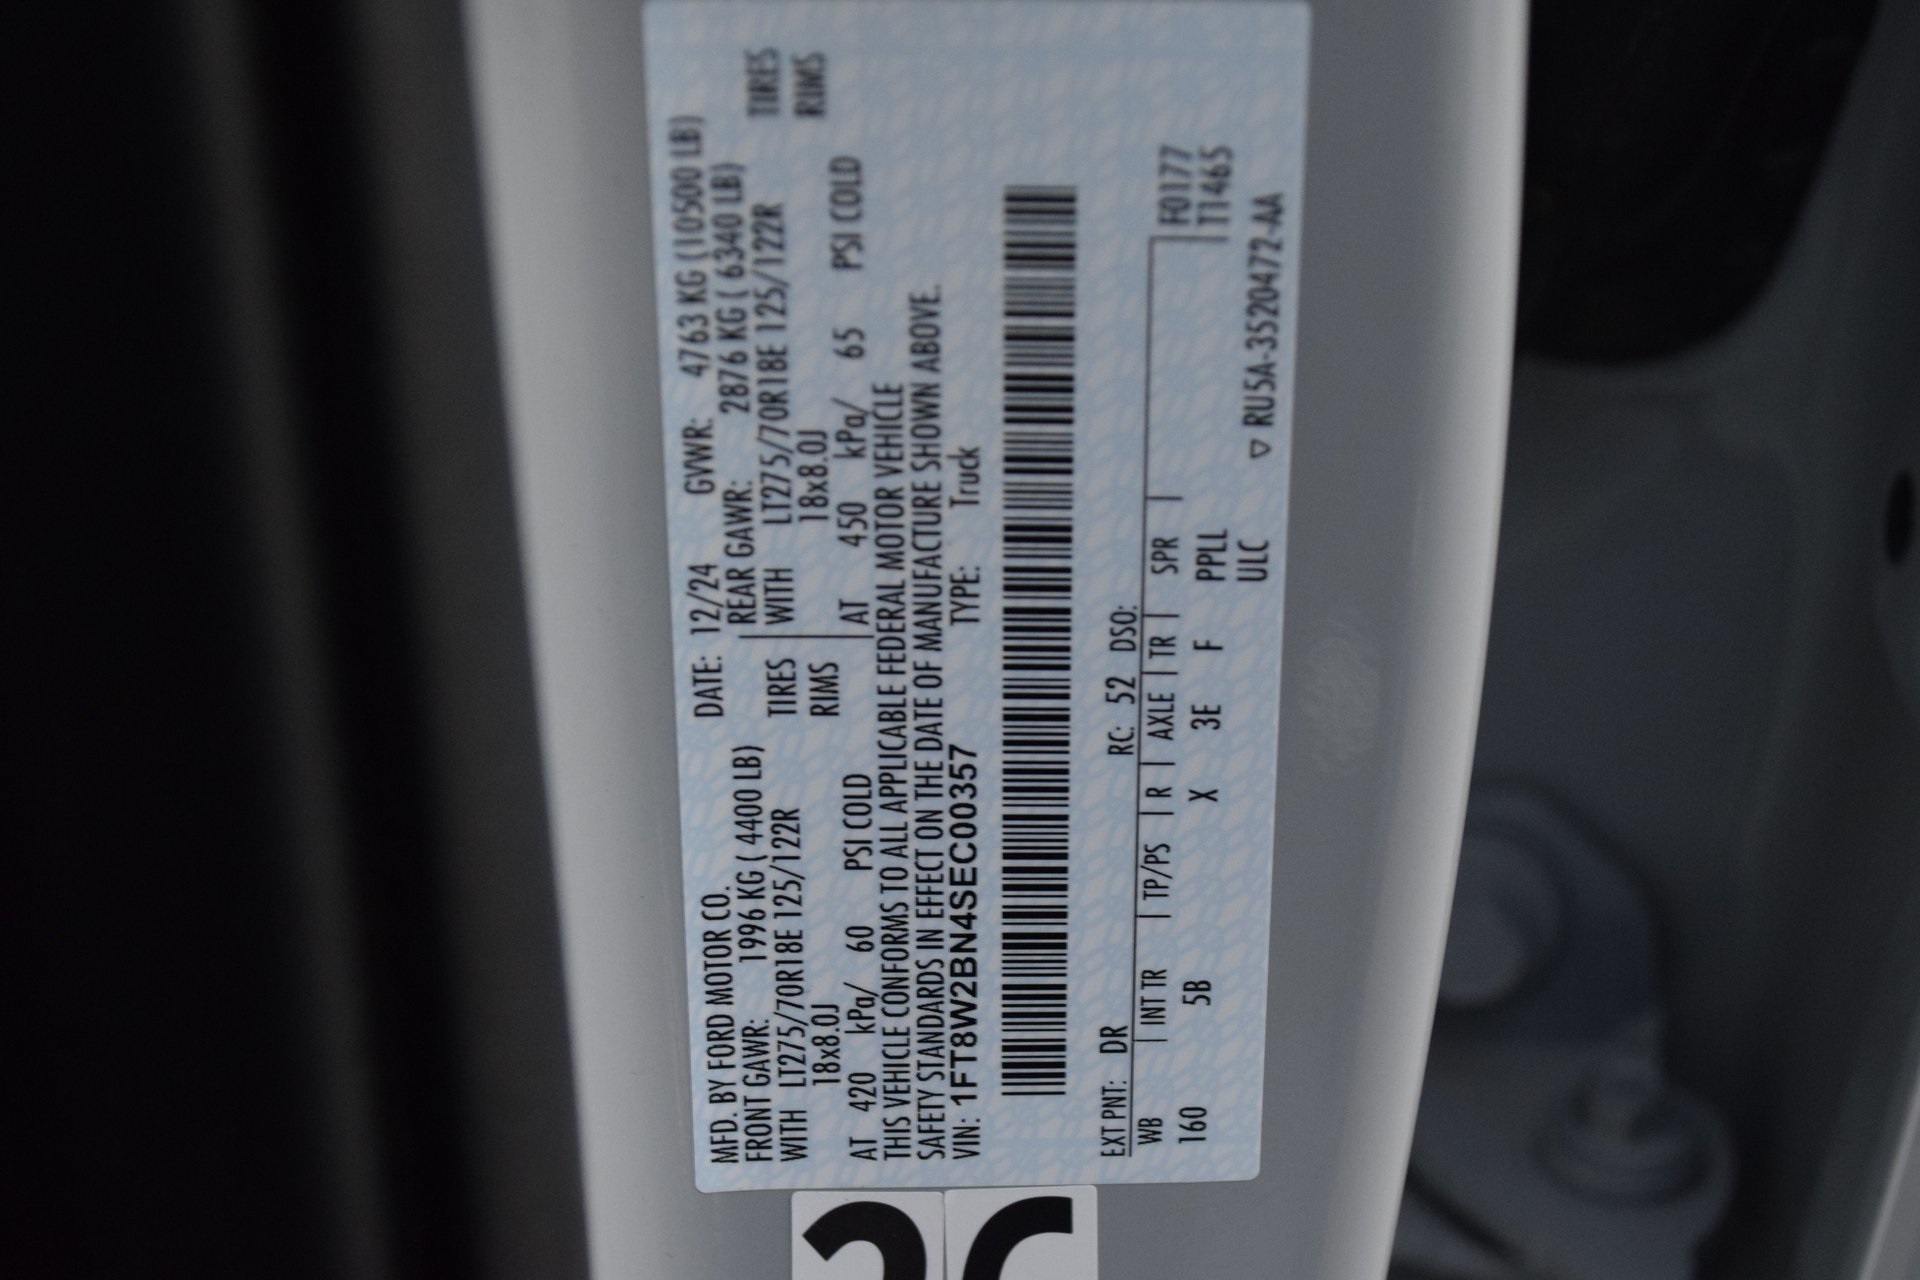 MFD. BY FORD MOTOR CO. DATE: 12/24 GVWR: 4763 KG (10500 LB)
FRONT GAWR: 1996 KG ( 4400 LB) REAR GAWR: 2876 KG ( 6340 LB)
WITH LT275/70R18E 125/122R TIRES WITH LT275/70R18E 125/122R TIRES
18x8.0J RIMS 18x8.0J RIMS
AT 420 kPa/ 60 PSI COLD AT 450 kPa/ 65 PSI COLD
THIS VEHICLE CONFORMS TO ALL APPLICABLE FEDERAL MOTOR VEHICLE
SAFETY STANDARDS IN EFFECT ON THE DATE OF MANUFACTURE SHOWN ABOVE.
VIN: 1FT8W2BN4SEC00357 TYPE: Truck
EXT PNT: DR RC: 52 DSO:
WB | INT TR | TP/PS | R | AXLE | TR | SPR | F0177
160 5B X 3E F PPLL T1465
ULC ▽ RU5A-3520472-AA